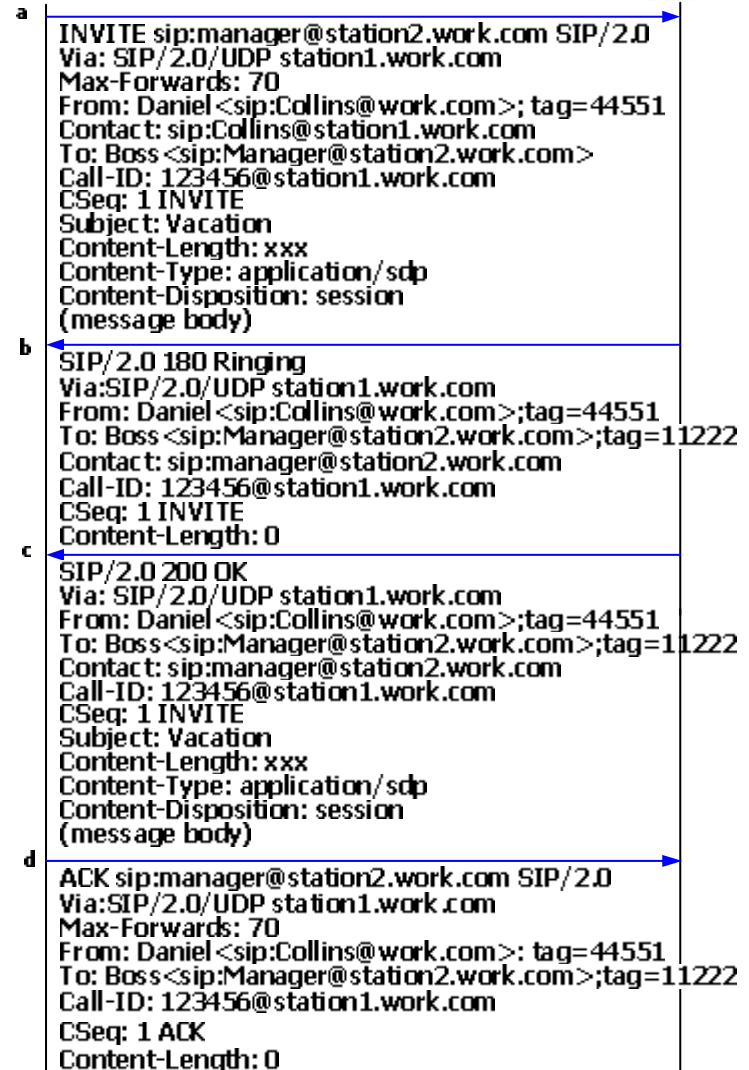 a
INVITE sip:manager@station2.work.com SIP/2.0
Via: SIP/2.0/UDP station1.work.com
Max-Forwards: 70
From: Daniel<sip:Collins@work.com>; tag=44551
Contact: sip:Collins@station1.work.com
To: Boss<sip:Manager@station2.work.com>
Call-ID: 123456@station1.work.com
CSeq: 1 INVITE
Subject: Vacation
Content-Length: xxx
Content-Type: application/sdp
Content-Disposition: session
(message body)
b
SIP/2.0 180 Ringing
Via:SIP/2.0/UDP station1.work.com
From: Daniel<sip:Collins@work.com>;tag=44551
To: Boss<sip:Manager@station2.work.com>;tag=11222
Contact: sip:manager@station2.work.com
Call-ID: 123456@station1.work.com
CSeq: 1 INVITE
Content-Length: 0
c
SIP/2.0 200 OK
Via: SIP/2.0/UDP station1.work.com
From: Daniel<sip:Collins@work.com>;tag=44551
To: Boss<sip:Manager@station2.work.com>;tag=11222
Contact: sip:manager@station2.work.com
Call-ID: 123456@station1.work.com
CSeq: 1 INVITE
Subject: Vacation
Content-Length: xxx
Content-Type: application/sdp
Content-Disposition: session
(message body)
d
ACK sip:manager@station2.work.com SIP/2.0
Via:SIP/2.0/UDP station1.work.com
Max-Forwards: 70
From: Daniel<sip:Collins@work.com>: tag=44551
To: Boss<sip:Manager@station2.work.com>;tag=11222
Call-ID: 123456@station1.work.com
CSeq: 1 ACK
Content-Length: 0